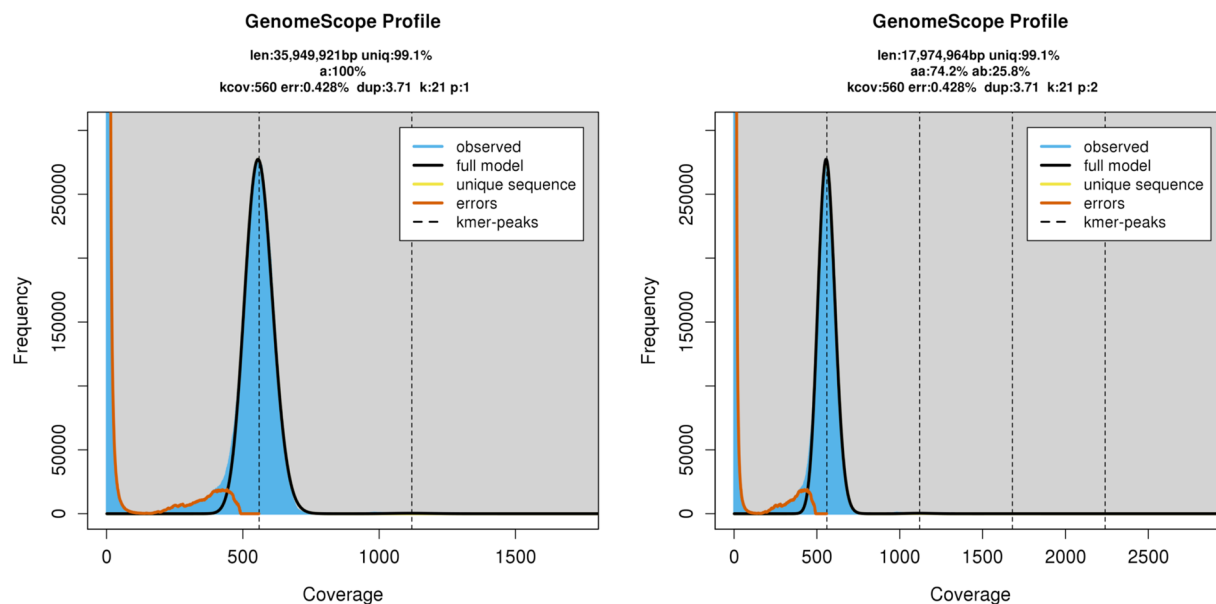 GenomeScope Profile
len:35,949,921bp uniq:99.1%
a:100%
kcov:560 err:0.428% dup:3.71 k:21 p:1
observed
full model
unique sequence
errors
kmer-peaks
Frequency
0
50000
150000
250000
0
500
1000
1500
Coverage
GenomeScope Profile
len:17,974,964bp uniq:99.1%
aa:74.2% ab:25.8%
kcov:560 err:0.428% dup:3.71 k:21 p:2
observed
full model
unique sequence
errors
kmer-peaks
Frequency
0
50000
150000
250000
0
500
1000
1500
2000
2500
Coverage